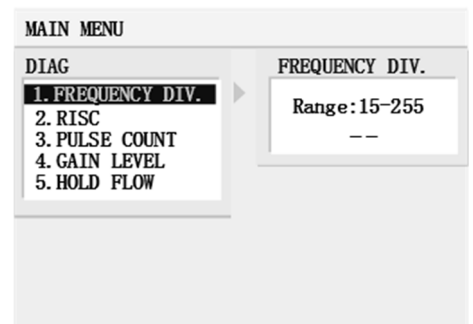 MAIN MENU
DIAG
1. FREQUENCY DIV.
2. RISC
3. PULSE COUNT
4. GAIN LEVEL
5. HOLD FLOW
FREQUENCY DIV.
Range:15-255
--